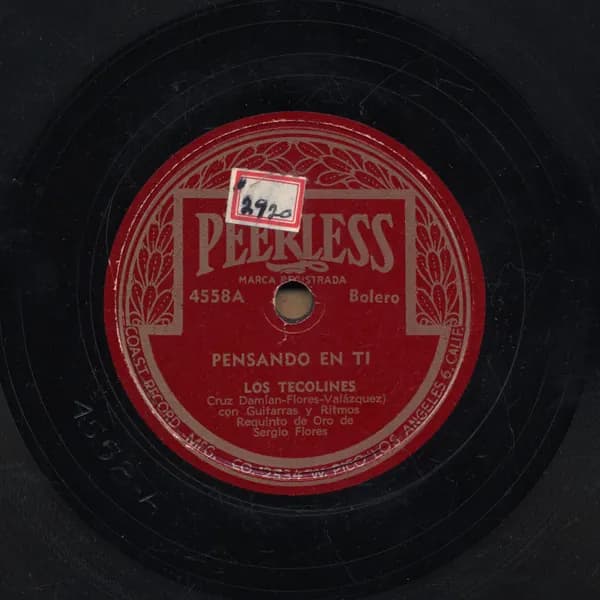 2920
PEERLESS
MARCA REGISTRADA
4558A Bolero
PENSANDO EN TI
LOS TECOLINES
Cruz Damían-Flores-Valázquez)
con Guitarras y Ritmos
Requinto de Oro de
Sergio Flores
COAST RECORD MFG. CO. 2534 W. PICO LOS ANGELES 6, CALIF.